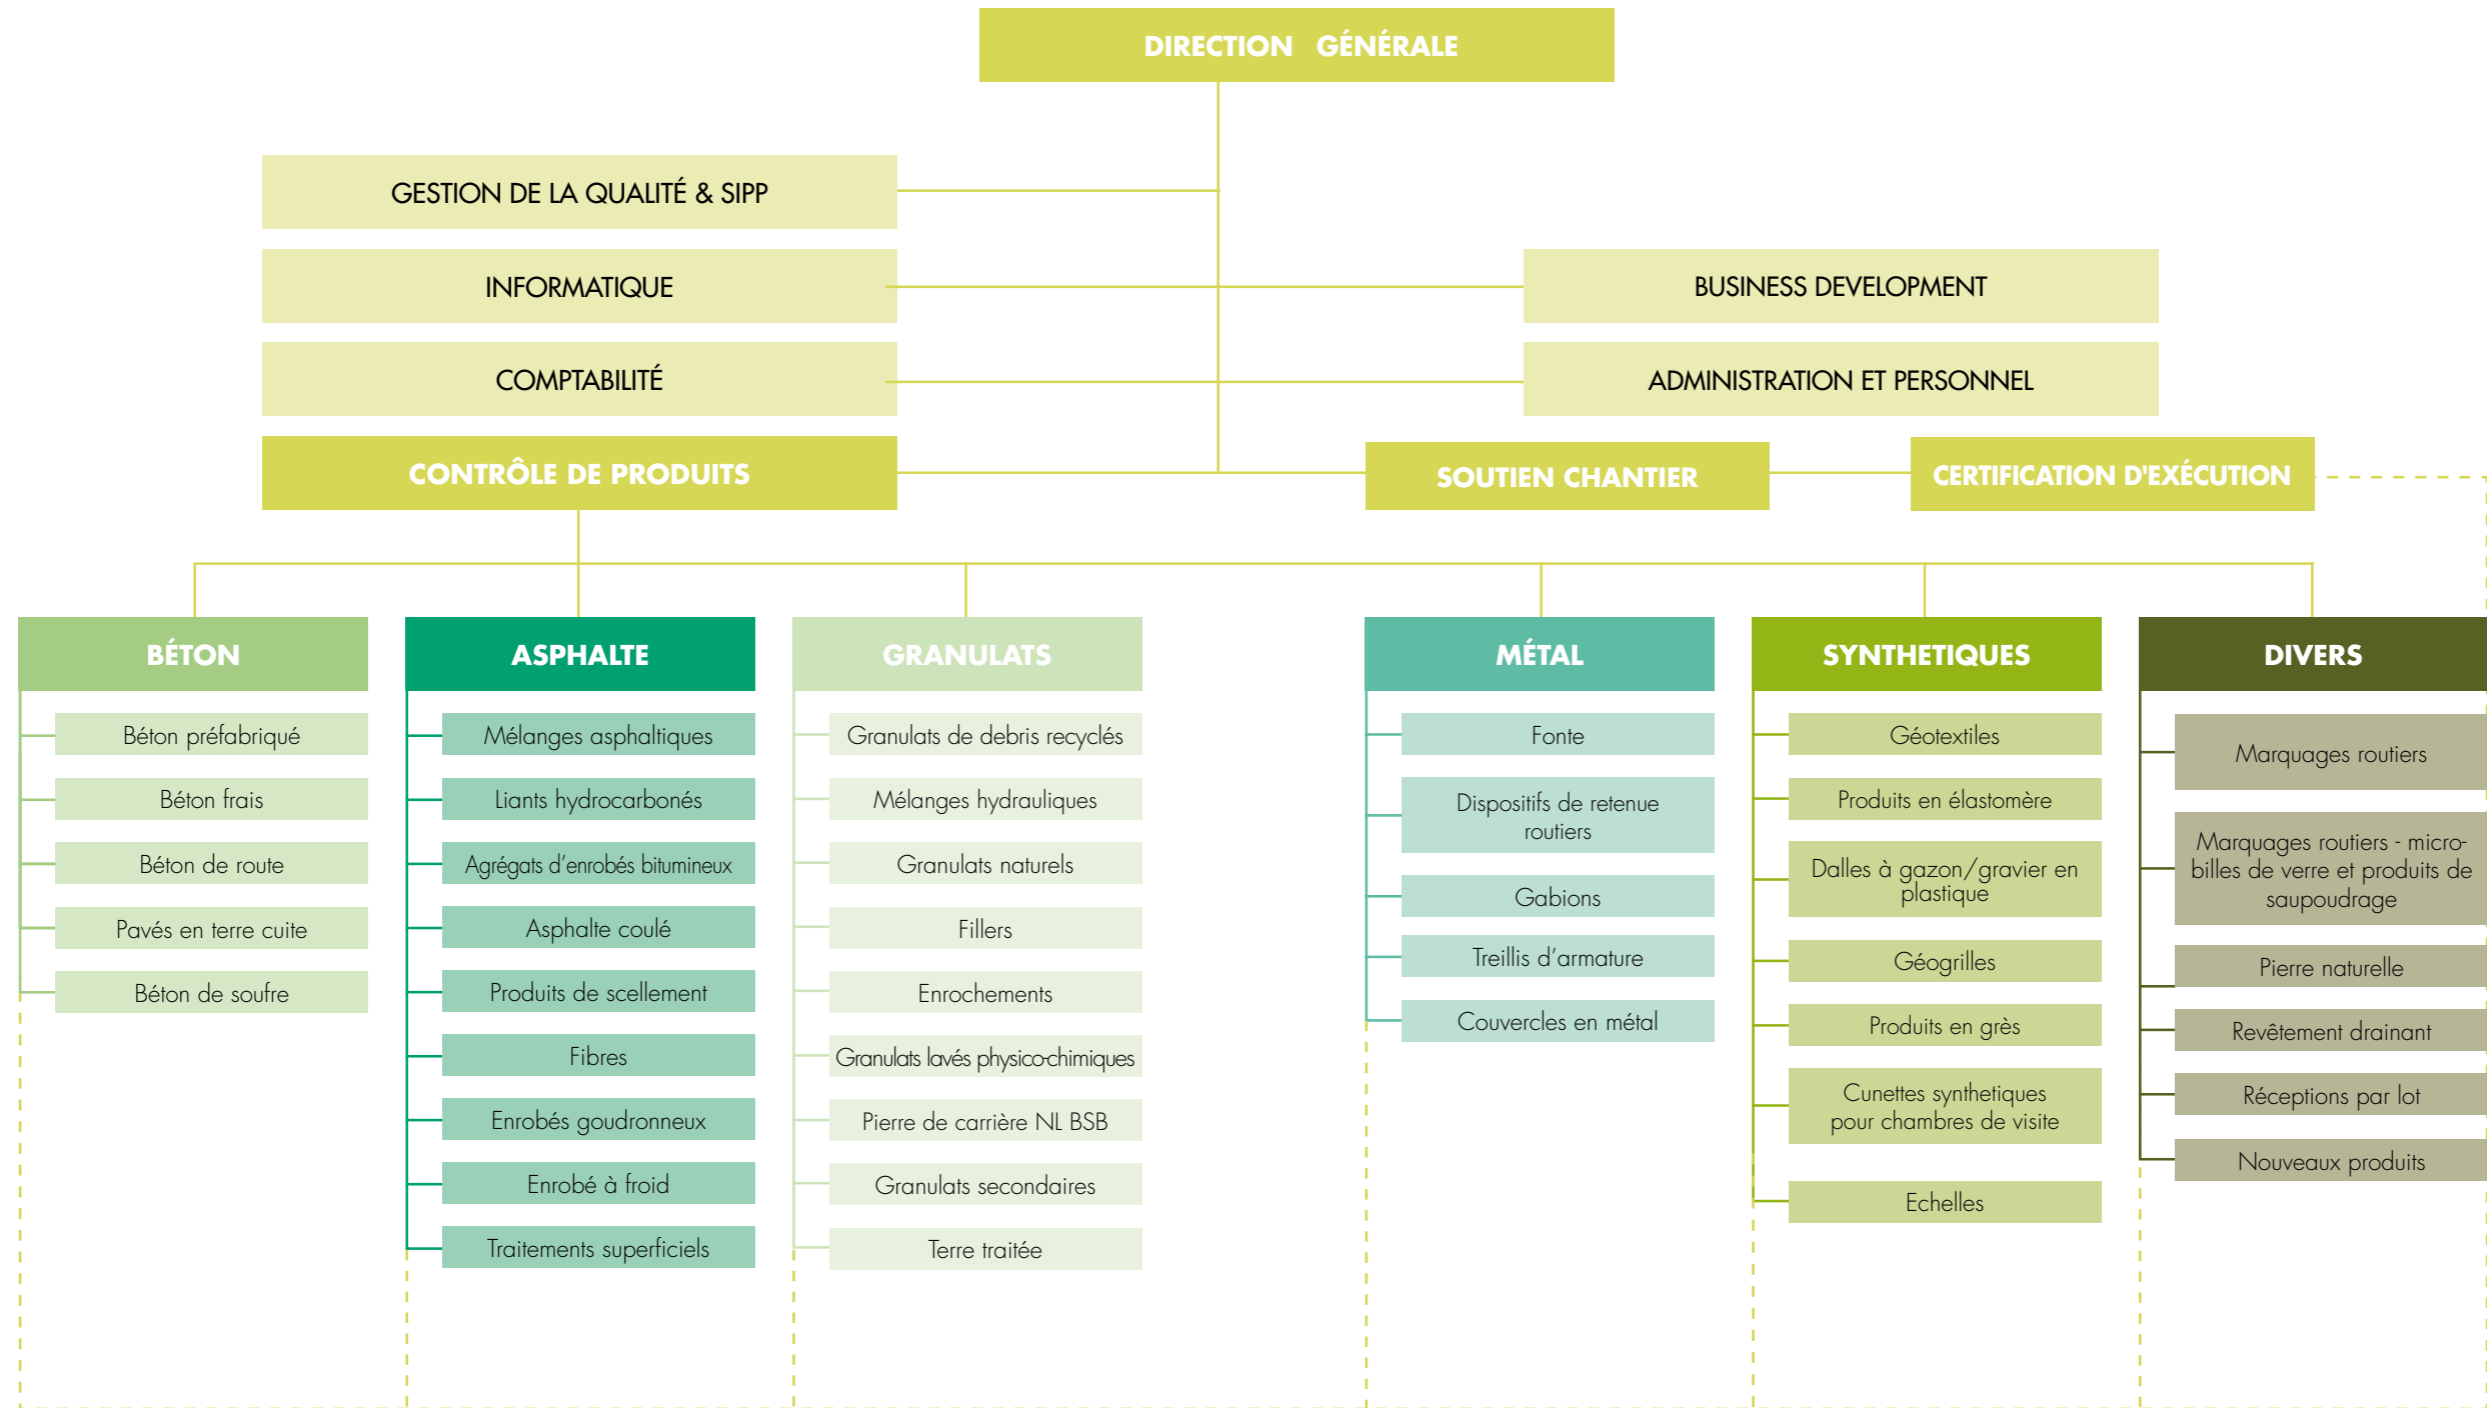 DIRECTION GÉNÉRALE
GESTION DE LA QUALITÉ & SIPP
INFORMATIQUE
BUSINESS DEVELOPMENT
COMPTABILITÉ
ADMINISTRATION ET PERSONNEL
CONTRÔLE DE PRODUITS
SOUTIEN CHANTIER
CERTIFICATION D'EXÉCUTION
BÉTON
Béton préfabriqué
Béton frais
Béton de route
Pavés en terre cuite
Béton de soufre
ASPHALTE
Mélanges asphaltiques
Liants hydrocarbonés
Agrégats d’enrobés bitumineux
Asphalte coulé
Produits de scellement
Fibres
Enrobés goudronneux
Enrobé à froid
Traitements superficiels
GRANULATS
Granulats de debris recyclés
Mélanges hydrauliques
Granulats naturels
Fillers
Enrochements
Granulats lavés physico-chimiques
Pierre de carrière NL BSB
Granulats secondaires
Terre traitée
MÉTAL
Fonte
Dispositifs de retenue
routiers
Gabions
Treillis d’armature
Couvercles en métal
SYNTHETIQUES
Géotextiles
Produits en élastomère
Dalles à gazon/gravier en
plastique
Géogrilles
Produits en grès
Cunettes synthetiques
pour chambres de visite
Echelles
DIVERS
Marquages routiers
Marquages routiers - micro-
billes de verre et produits de
saupoudrage
Pierre naturelle
Revêtement drainant
Réceptions par lot
Nouveaux produits